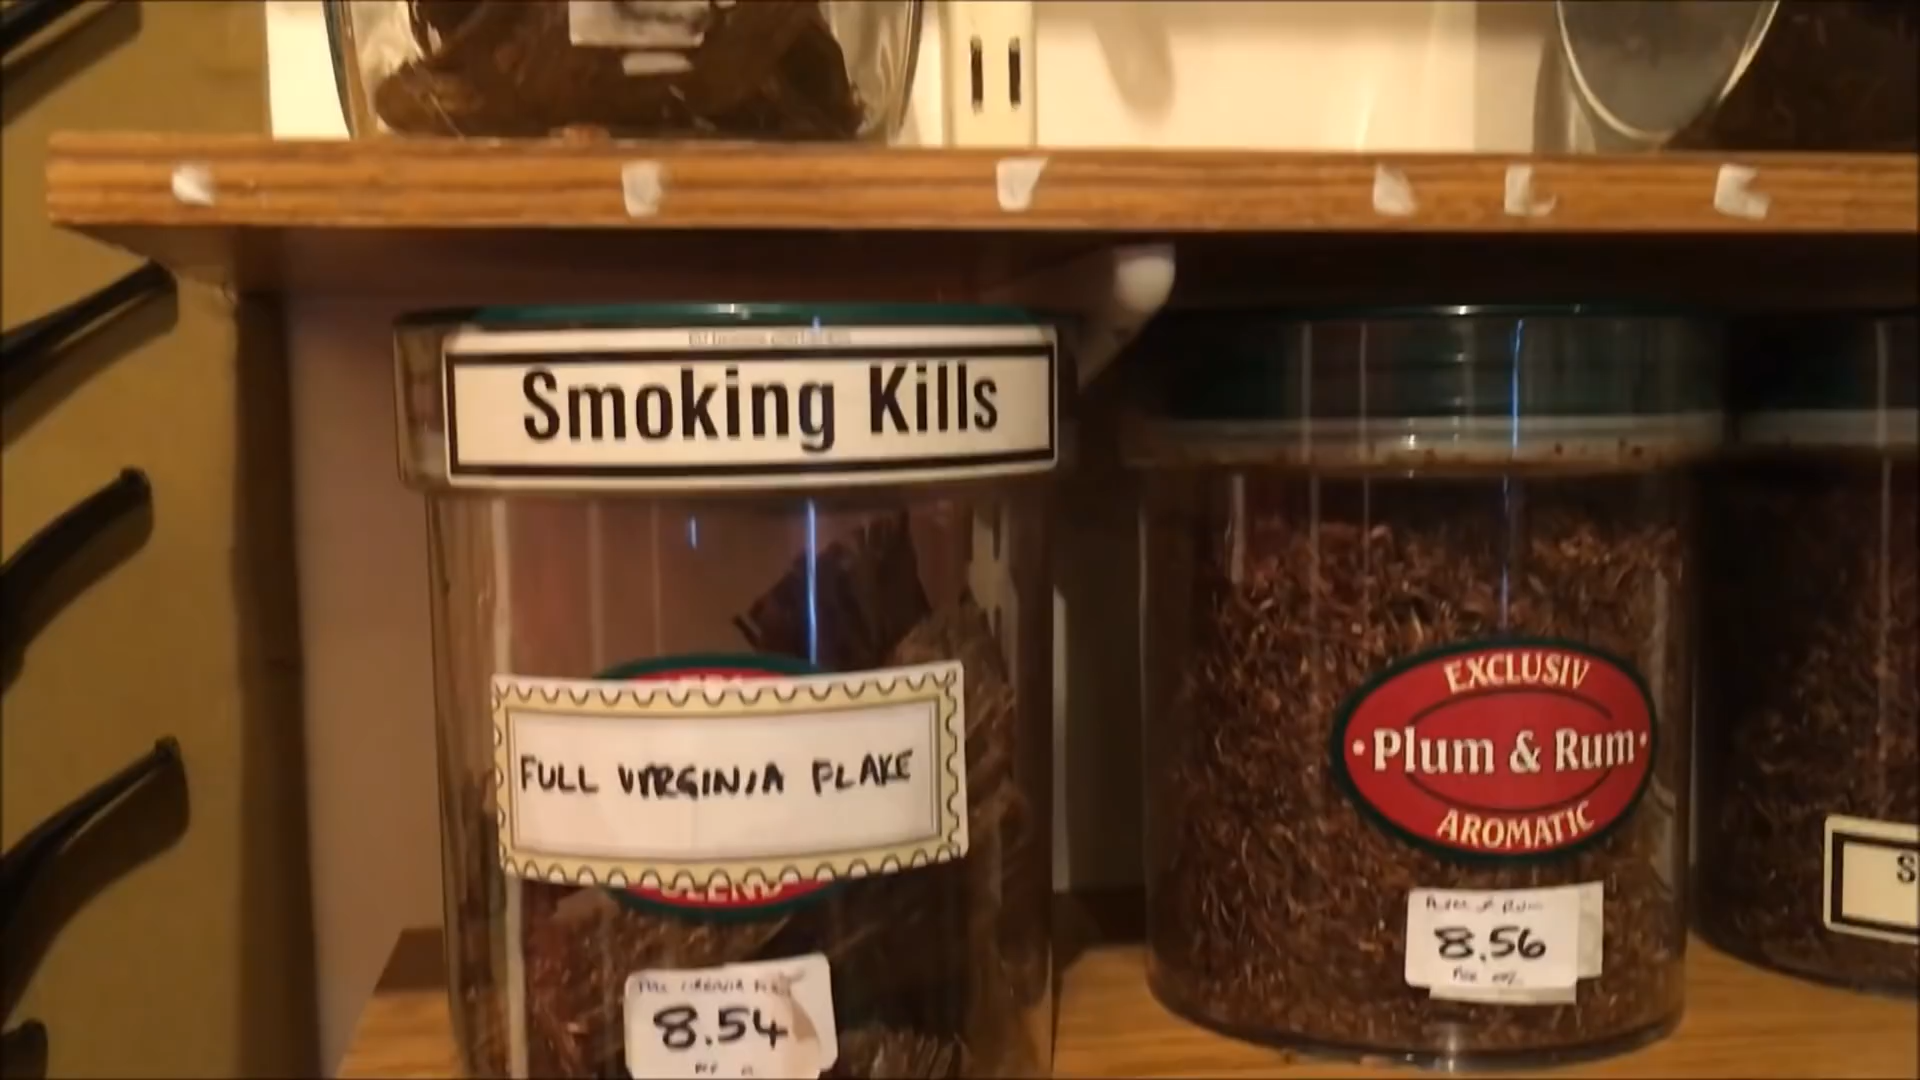 Smoking Kills
FULL VIRGINIA FLAKE
8.54
EXCLUSIV
Plum & Rum
AROMATIC
PLUM & RUM
8.56
S